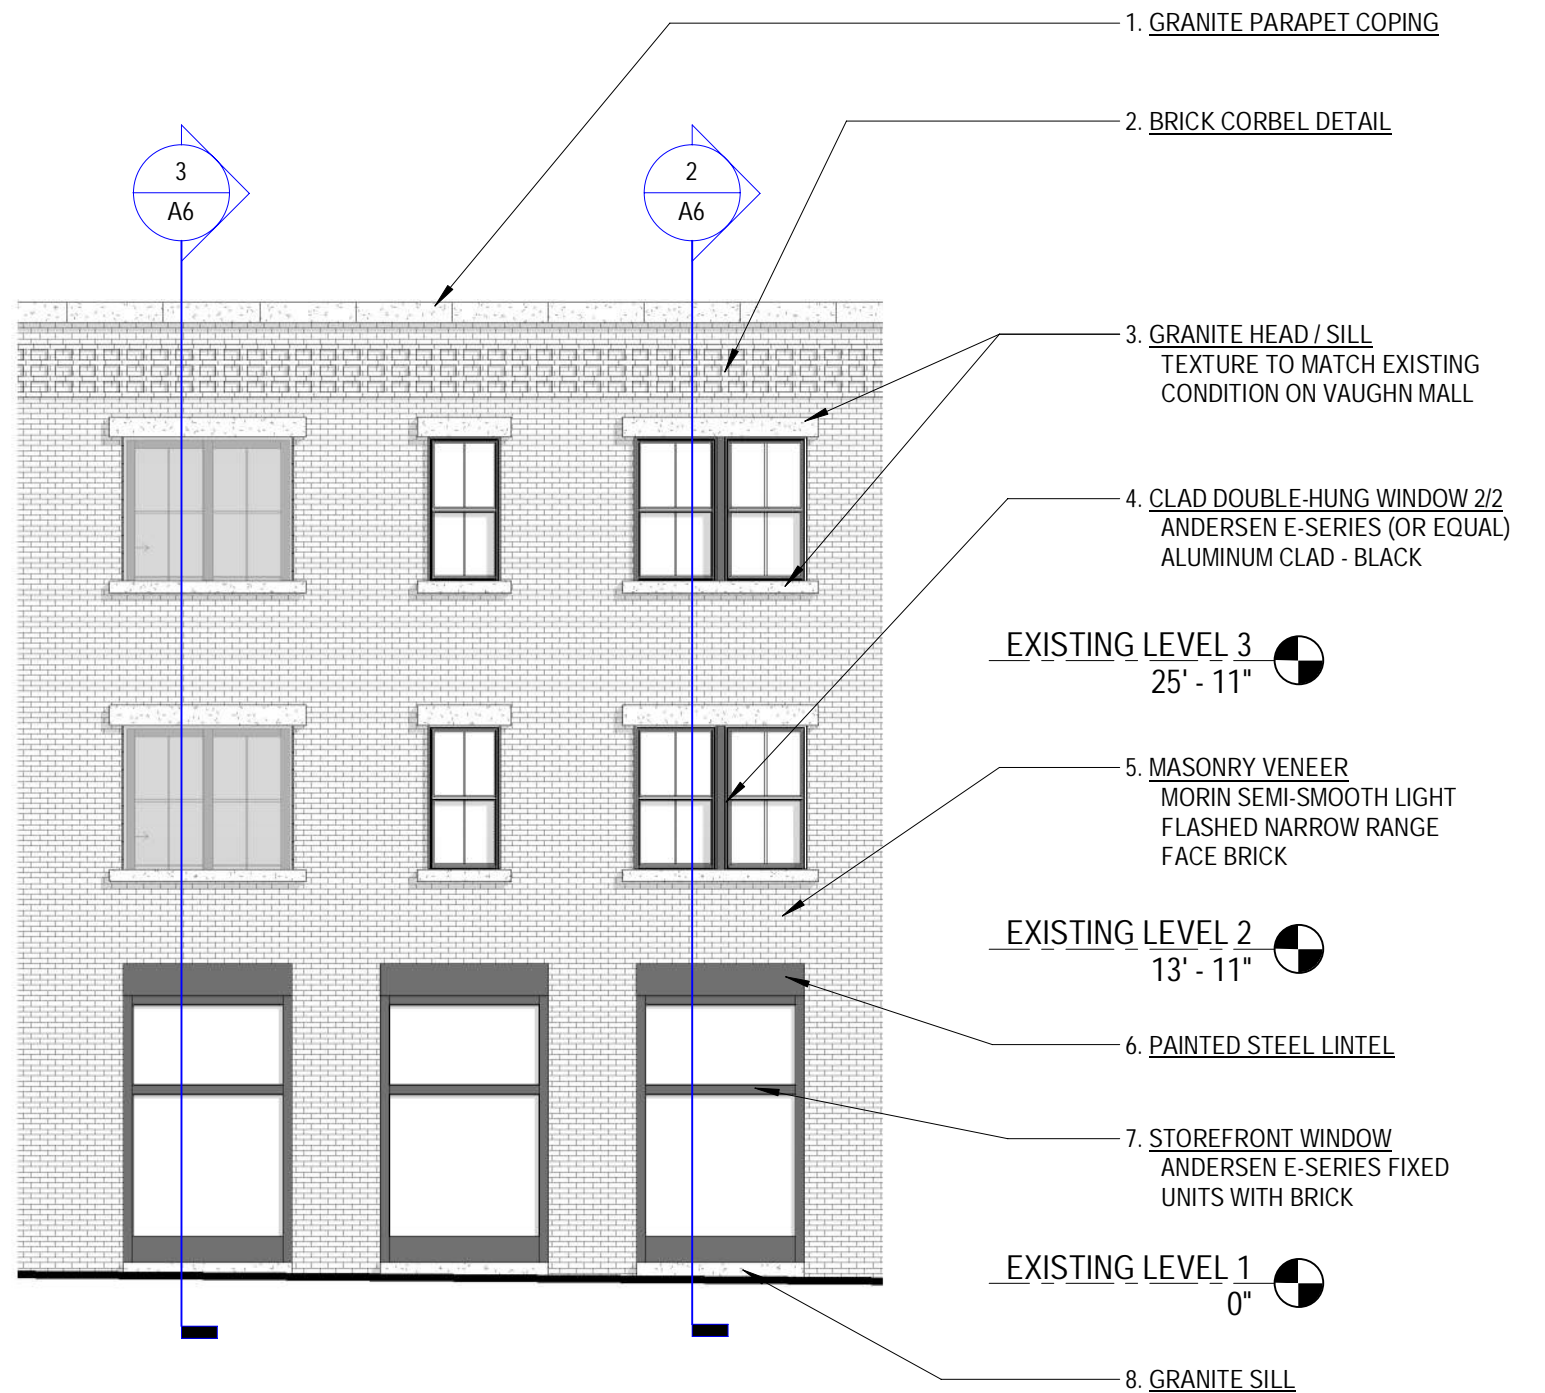 1. GRANITE PARAPET COPING
2. BRICK CORBEL DETAIL
3
A6
2
A6
3. GRANITE HEAD / SILL
TEXTURE TO MATCH EXISTING
CONDITION ON VAUGHN MALL
4. CLAD DOUBLE-HUNG WINDOW 2/2
ANDERSEN E-SERIES (OR EQUAL)
ALUMINUM CLAD - BLACK
EXISTING LEVEL 3
25' - 11"
5. MASONRY VENEER
MORIN SEMI-SMOOTH LIGHT
FLASHED NARROW RANGE
FACE BRICK
EXISTING LEVEL 2
13' - 11"
6. PAINTED STEEL LINTEL
7. STOREFRONT WINDOW
ANDERSEN E-SERIES FIXED
UNITS WITH BRICK
EXISTING LEVEL 1
0"
8. GRANITE SILL